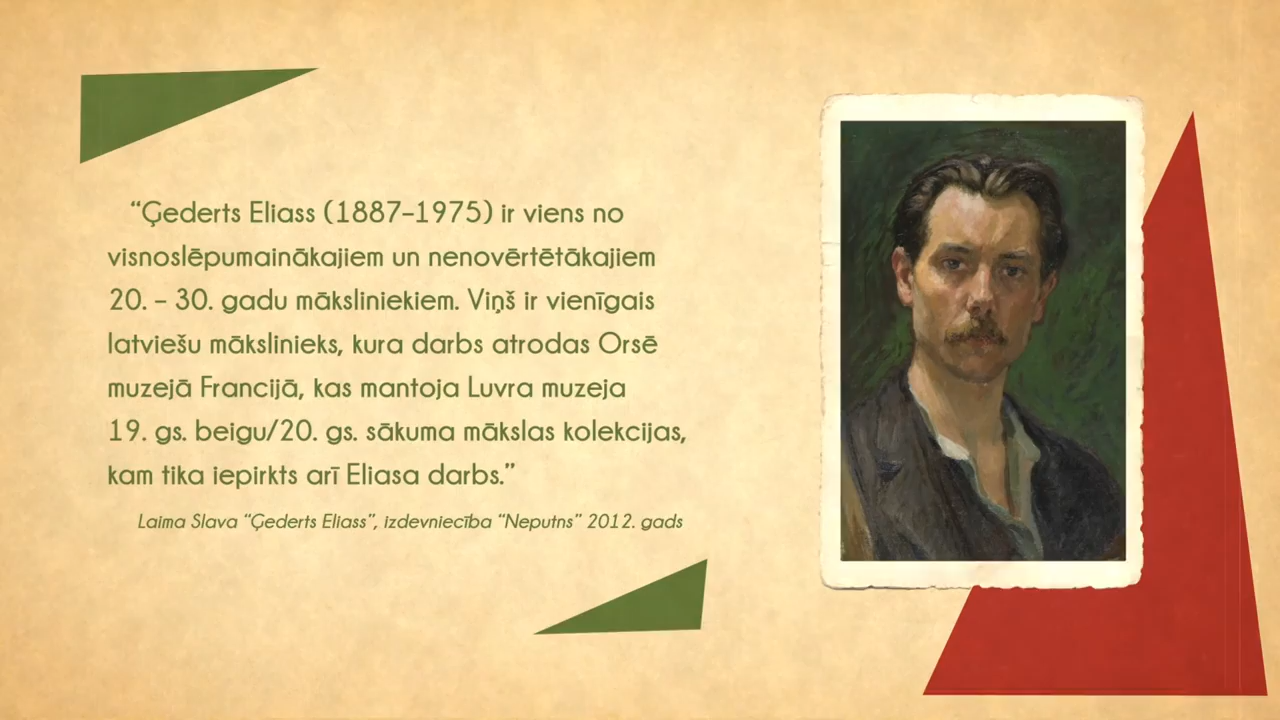 “Ģederts Eliass (1887–1975) ir viens no
visnoslēpumainākajiem un nenovērtētākajiem
20. – 30. gadu māksliniekiem. Viņš ir vienīgais
latviešu mākslinieks, kura darbs atrodas Orsē
muzejā Francijā, kas mantoja Luvra muzeja
19. gs. beigu/20. gs. sākuma mākslas kolekcijas,
kam tika iepirkts arī Eliasa darbs.”
Laima Slava “Ģederts Eliass”, izdevniecība “Neputns” 2012. gads